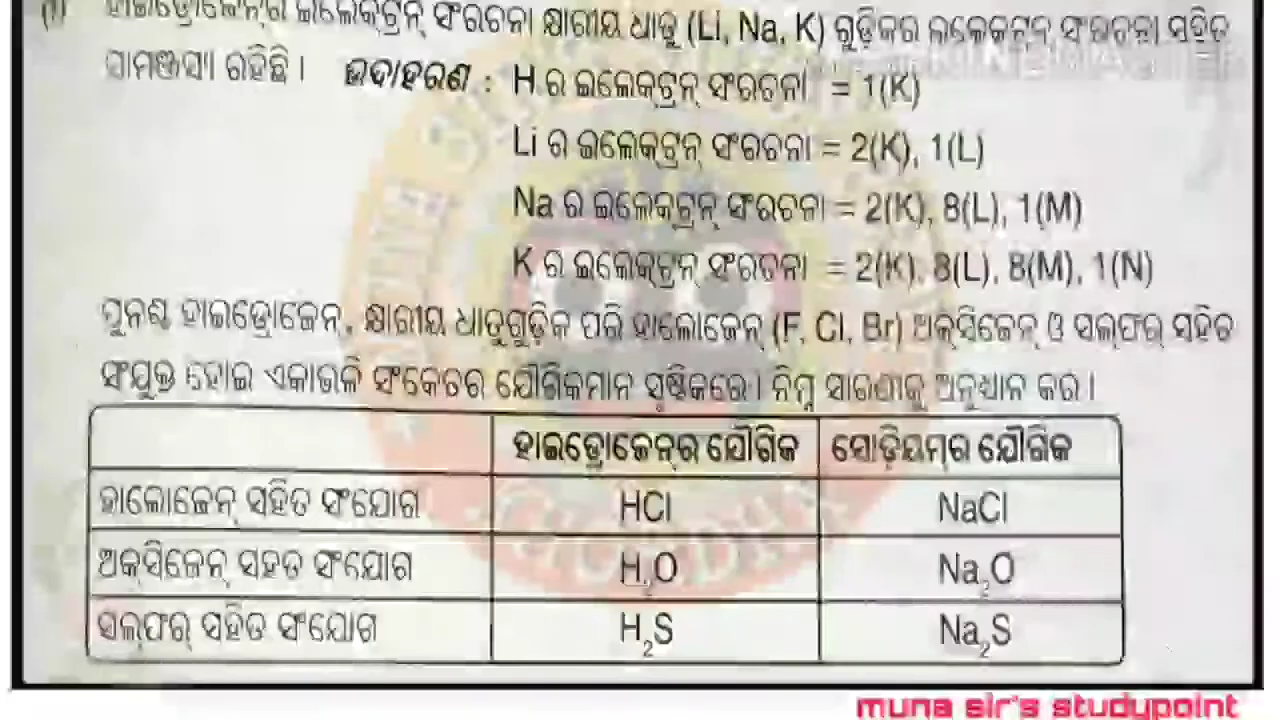 (i) ହାଇଡ୍ରୋଜେନ୍‌ର ଇଲେକ୍‌ଟ୍ରନ୍ ସଂରଚନା କ୍ଷାରୀୟ ଧାତୁ (Li, Na, K) ଗୁଡ଼ିକର ଇଲେକଟ୍ରନ୍ ସଂରଚନା ସହିତ
ସାମଞ୍ଜସ୍ୟ ରହିଛି । ଉଦାହରଣ : H ର ଇଲେକ୍‌ଟ୍ରନ୍ ସଂରଚନା = 1(K)
Li ର ଇଲେକ୍‌ଟ୍ରନ୍ ସଂରଚନା = 2(K), 1(L)
Na ର ଇଲେକ୍‌ଟ୍ରନ୍ ସଂରଚନା = 2(K), 8(L), 1(M)
K ର ଇଲେକ୍‌ଟ୍ରନ୍ ସଂରଚନା = 2(K), 8(L), 8(M), 1(N)
ପୁନଶ୍ଚ ହାଇଡ୍ରୋଜେନ୍, କ୍ଷାରୀୟ ଧାତୁଗୁଡ଼ିକ ପରି ହାଲୋଜେନ୍ (F, Cl, Br) ଅକ୍‌ସିଜେନ୍ ଓ ସଲ୍‌ଫର୍ ସହିତ
ସଂଯୁକ୍ତ ହୋଇ ଏକାଭଳି ସଂକେତର ଯୌଗିକମାନ ସୃଷ୍ଟିକରେ । ନିମ୍ନ ସାରଣୀକୁ ଅନୁଧ୍ୟାନ କର ।
ହାଇଡ୍ରୋଜେନ୍‌ର ଯୌଗିକ ସୋଡ଼ିୟମ୍‌ର ଯୌଗିକ
ହାଲୋଜେନ୍ ସହିତ ସଂଯୋଗ HCl NaCl
ଅକ୍‌ସିଜେନ୍ ସହିତ ସଂଯୋଗ H₂O Na₂O
ସଲ୍‌ଫର୍ ସହିତ ସଂଯୋଗ H₂S Na₂S
muna sir's studypoint